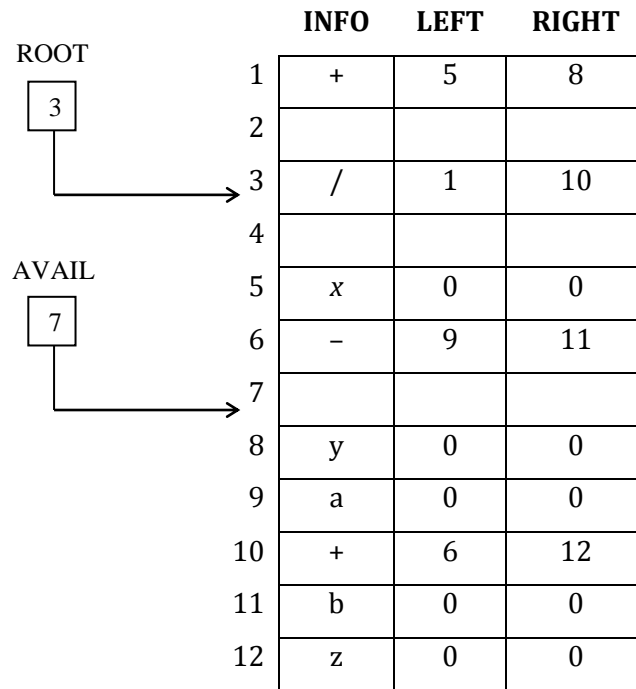 INFO LEFT RIGHT
ROOT
3
1 + 5 8
2
3 / 1 10
4
AVAIL
7
5 x 0 0
6 – 9 11
7
8 y 0 0
9 a 0 0
10 + 6 12
11 b 0 0
12 z 0 0